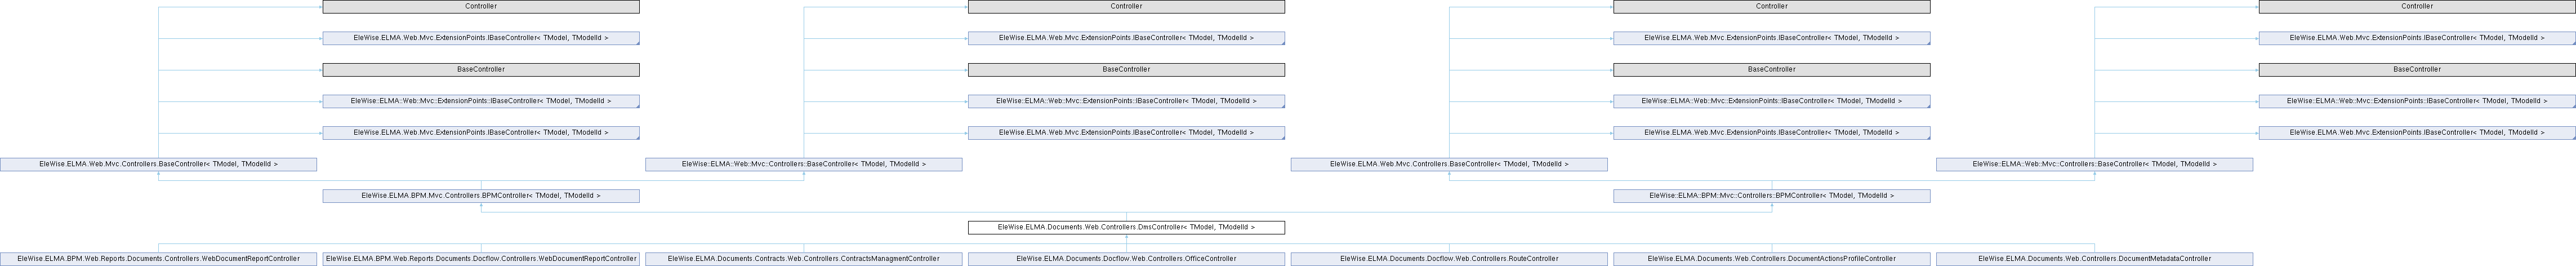 Controller Controller Controller Controller
EleWise.ELMA.Web.Mvc.ExtensionPoints.IBaseController< TModel, TModelId > EleWise.ELMA.Web.Mvc.ExtensionPoints.IBaseController< TModel, TModelId > EleWise.ELMA.Web.Mvc.ExtensionPoints.IBaseController< TModel, TModelId > EleWise.ELMA.Web.Mvc.ExtensionPoints.IBaseController< TModel, TModelId >
BaseController BaseController BaseController BaseController
EleWise::ELMA::Web::Mvc::ExtensionPoints::IBaseController< TModel, TModelId > EleWise::ELMA::Web::Mvc::ExtensionPoints::IBaseController< TModel, TModelId > EleWise::ELMA::Web::Mvc::ExtensionPoints::IBaseController< TModel, TModelId > EleWise::ELMA::Web::Mvc::ExtensionPoints::IBaseController< TModel, TModelId >
EleWise.ELMA.Web.Mvc.ExtensionPoints.IBaseController< TModel, TModelId > EleWise.ELMA.Web.Mvc.ExtensionPoints.IBaseController< TModel, TModelId > EleWise.ELMA.Web.Mvc.ExtensionPoints.IBaseController< TModel, TModelId > EleWise.ELMA.Web.Mvc.ExtensionPoints.IBaseController< TModel, TModelId >
EleWise.ELMA.Web.Mvc.Controllers.BaseController< TModel, TModelId > EleWise::ELMA::Web::Mvc::Controllers::BaseController< TModel, TModelId > EleWise.ELMA.Web.Mvc.Controllers.BaseController< TModel, TModelId > EleWise::ELMA::Web::Mvc::Controllers::BaseController< TModel, TModelId >
EleWise.ELMA.BPM.Mvc.Controllers.BPMController< TModel, TModelId > EleWise::ELMA::BPM::Mvc::Controllers::BPMController< TModel, TModelId >
EleWise.ELMA.Documents.Web.Controllers.DmsController< TModel, TModelId >
EleWise.ELMA.BPM.Web.Reports.Documents.Controllers.WebDocumentReportController EleWise.ELMA.BPM.Web.Reports.Documents.Docflow.Controllers.WebDocumentReportController EleWise.ELMA.Documents.Contracts.Web.Controllers.ContractsManagmentController EleWise.ELMA.Documents.Docflow.Web.Controllers.OfficeController EleWise.ELMA.Documents.Docflow.Web.Controllers.RouteController EleWise.ELMA.Documents.Web.Controllers.DocumentActionsProfileController EleWise.ELMA.Documents.Web.Controllers.DocumentMetadataController